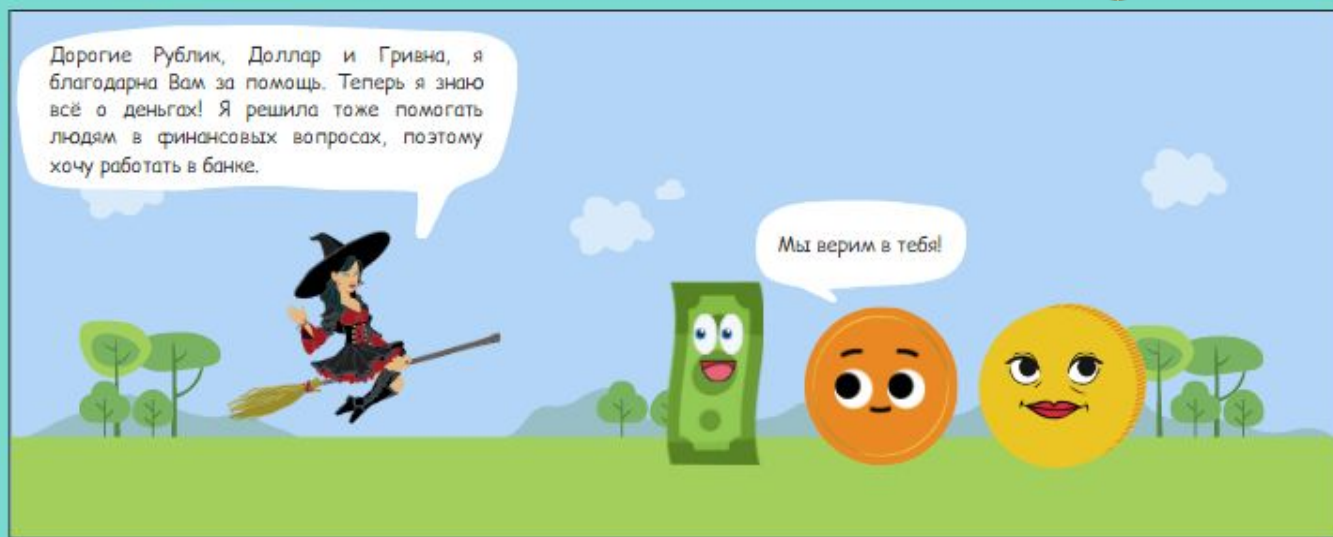 Дорогие Рублик, Доллар и Гривна, я
благодарна Вам за помощь. Теперь я знаю
всё о деньгах! Я решила тоже помогать
людям в финансовых вопросах, поэтому
хочу работать в банке.
Мы верим в тебя!